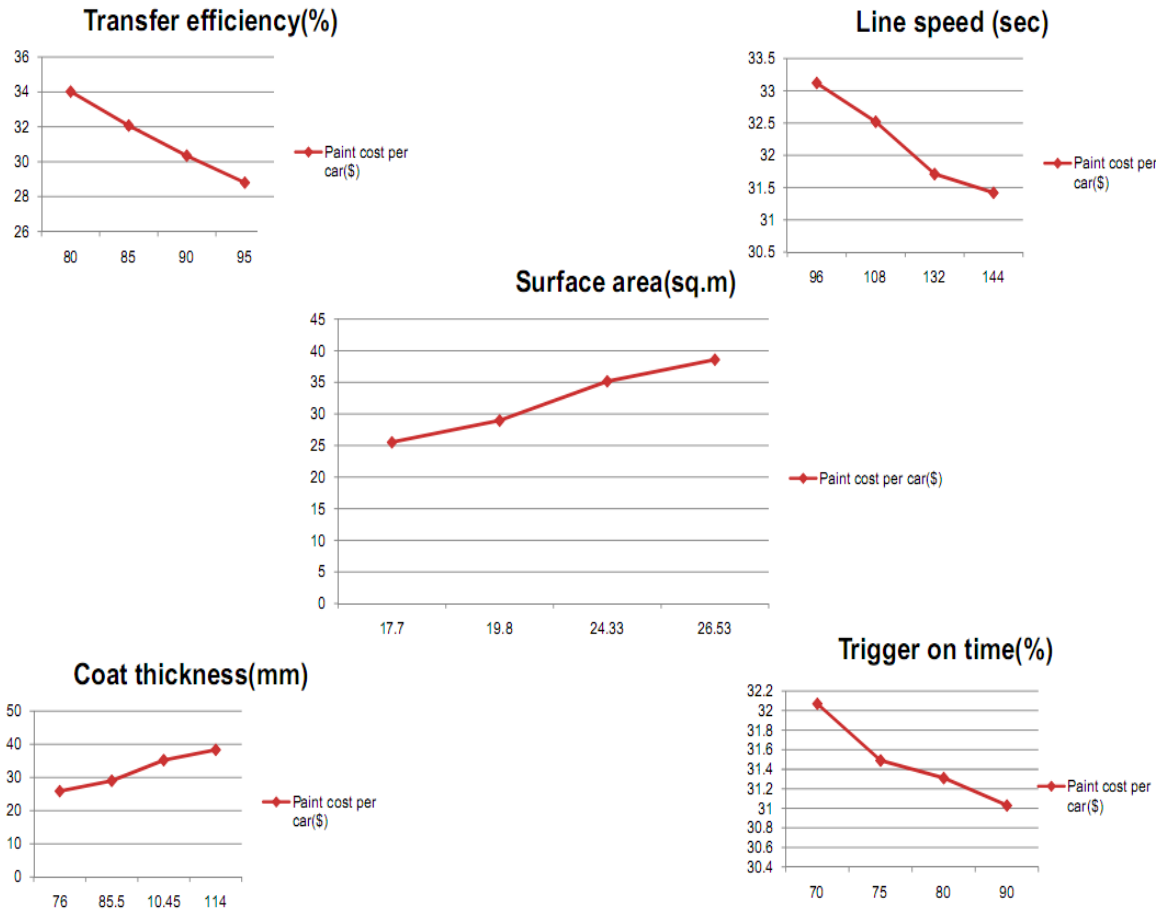 Transfer efficiency(%)
36
34
32
30
28
26
80 85 90 95
Paint cost per
car($)
Line speed (sec)
33.5
33
32.5
32
31.5
31
30.5
96 108 132 144
Paint cost per
car($)
Surface area(sq.m)
45
40
35
30
25
20
15
10
5
0
17.7 19.8 24.33 26.53
Paint cost per car($)
Coat thickness(mm)
50
40
30
20
10
0
76 85.5 10.45 114
Paint cost per
car($)
Trigger on time(%)
32.2
32
31.8
31.6
31.4
31.2
31
30.8
30.6
30.4
70 75 80 90
Paint cost per
car($)